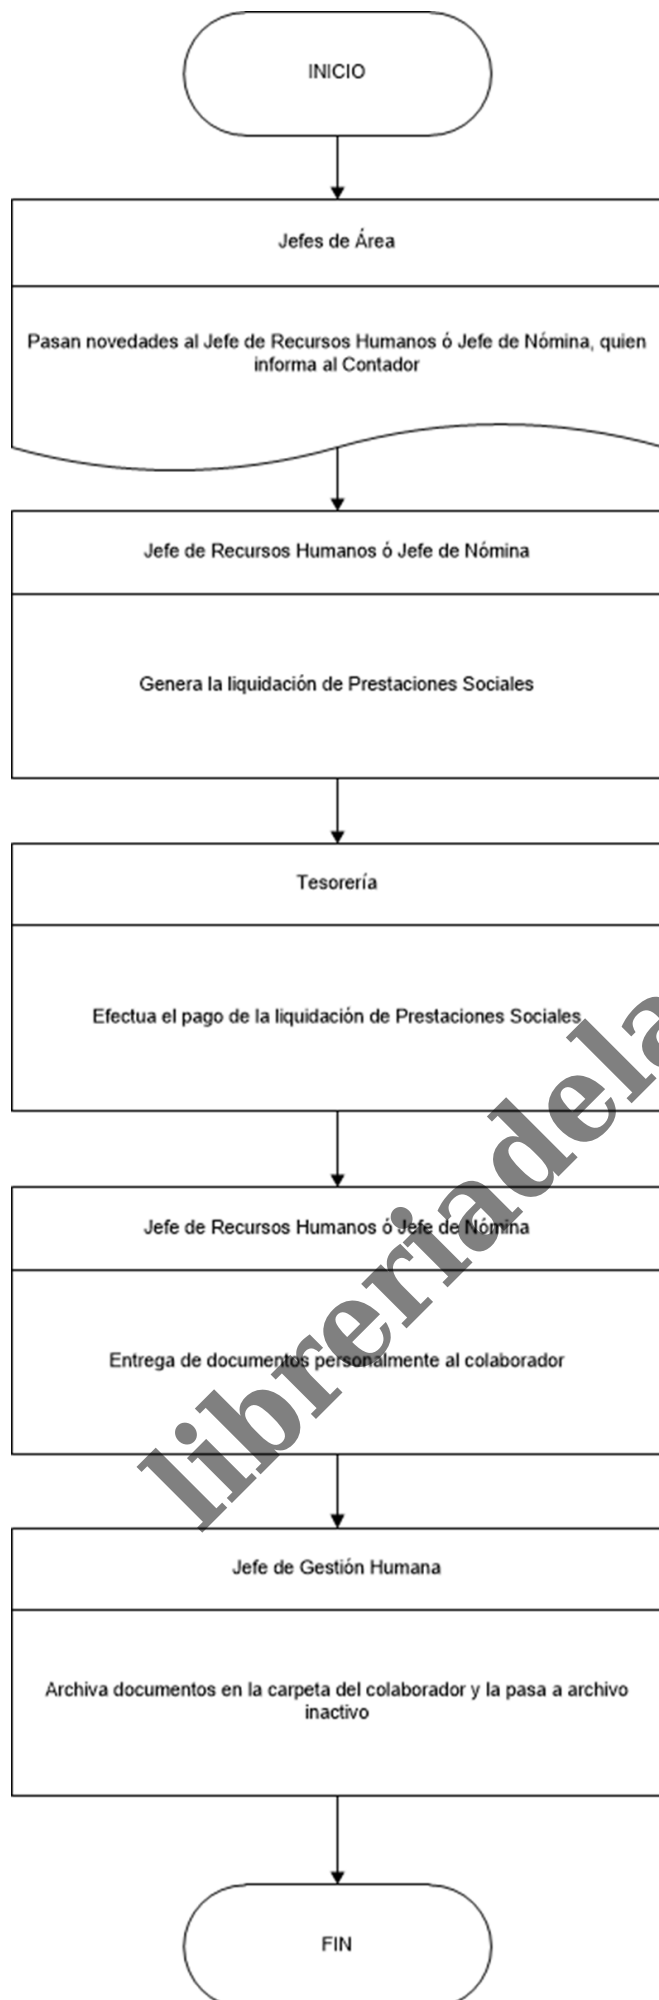 INICIO
Jefes de Área
Pasan novedades al Jefe de Recursos Humanos ó Jefe de Nómina, quien
informa al Contador
Jefe de Recursos Humanos ó Jefe de Nómina
Genera la liquidación de Prestaciones Sociales
Tesorería
Efectua el pago de la liquidación de Prestaciones Sociales
Jefe de Recursos Humanos ó Jefe de Nómina
Entrega de documentos personalmente al colaborador
Jefe de Gestión Humana
Archiva documentos en la carpeta del colaborador y la pasa a archivo
inactivo
FIN
libreriadela